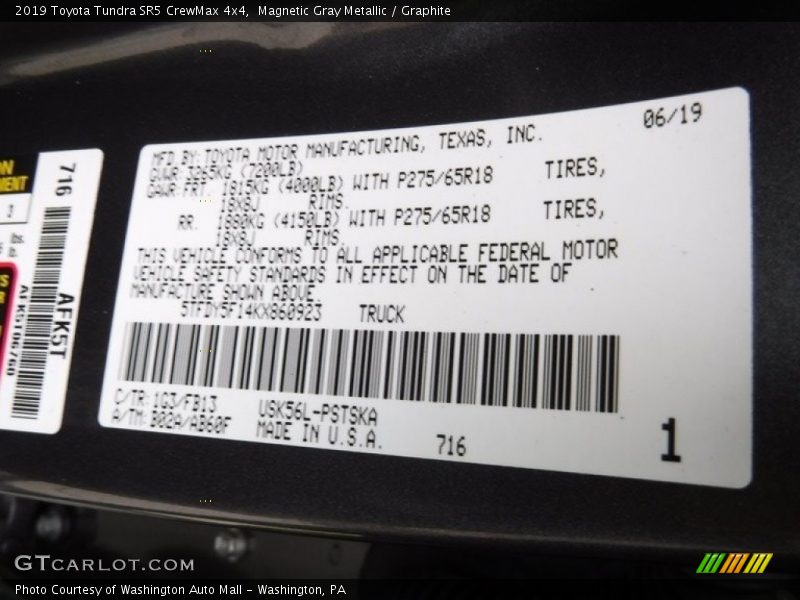 2019 Toyota Tundra SR5 CrewMax 4x4,  Magnetic Gray Metallic / Graphite
06/19
MFD. BY: TOYOTA MOTOR MANUFACTURING, TEXAS, INC.
GVWR: 3265KG (7200LB)
GAWR: FRT. 1815KG (4000LB) WITH P275/65R18 TIRES,
18X8J RIMS.
RR. 1880KG (4150LB) WITH P275/65R18 TIRES,
18X8J RIMS.
THIS VEHICLE CONFORMS TO ALL APPLICABLE FEDERAL MOTOR
VEHICLE SAFETY STANDARDS IN EFFECT ON THE DATE OF
MANUFACTURE SHOWN ABOVE.
5TFDY5F14KX860923 TRUCK
C/TR: 1G3/FB13 USK56L-PSTSKA
A/TM: B02A/AB60F MADE IN U.S.A. 716
1
716
AFK5T
AFK5T06760
3
lbs.
lb.
GTCARLOT.COM
Photo Courtesy of Washington Auto Mall - Washington, PA